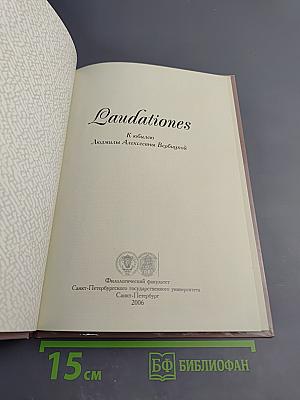 Laudationes
К юбилею
Людмилы Алексеевны Вербицкой
Филологический факультет
Санкт-Петербургского государственного университета
Санкт-Петербург
2006
15 см
БФ БИБЛИОФАН